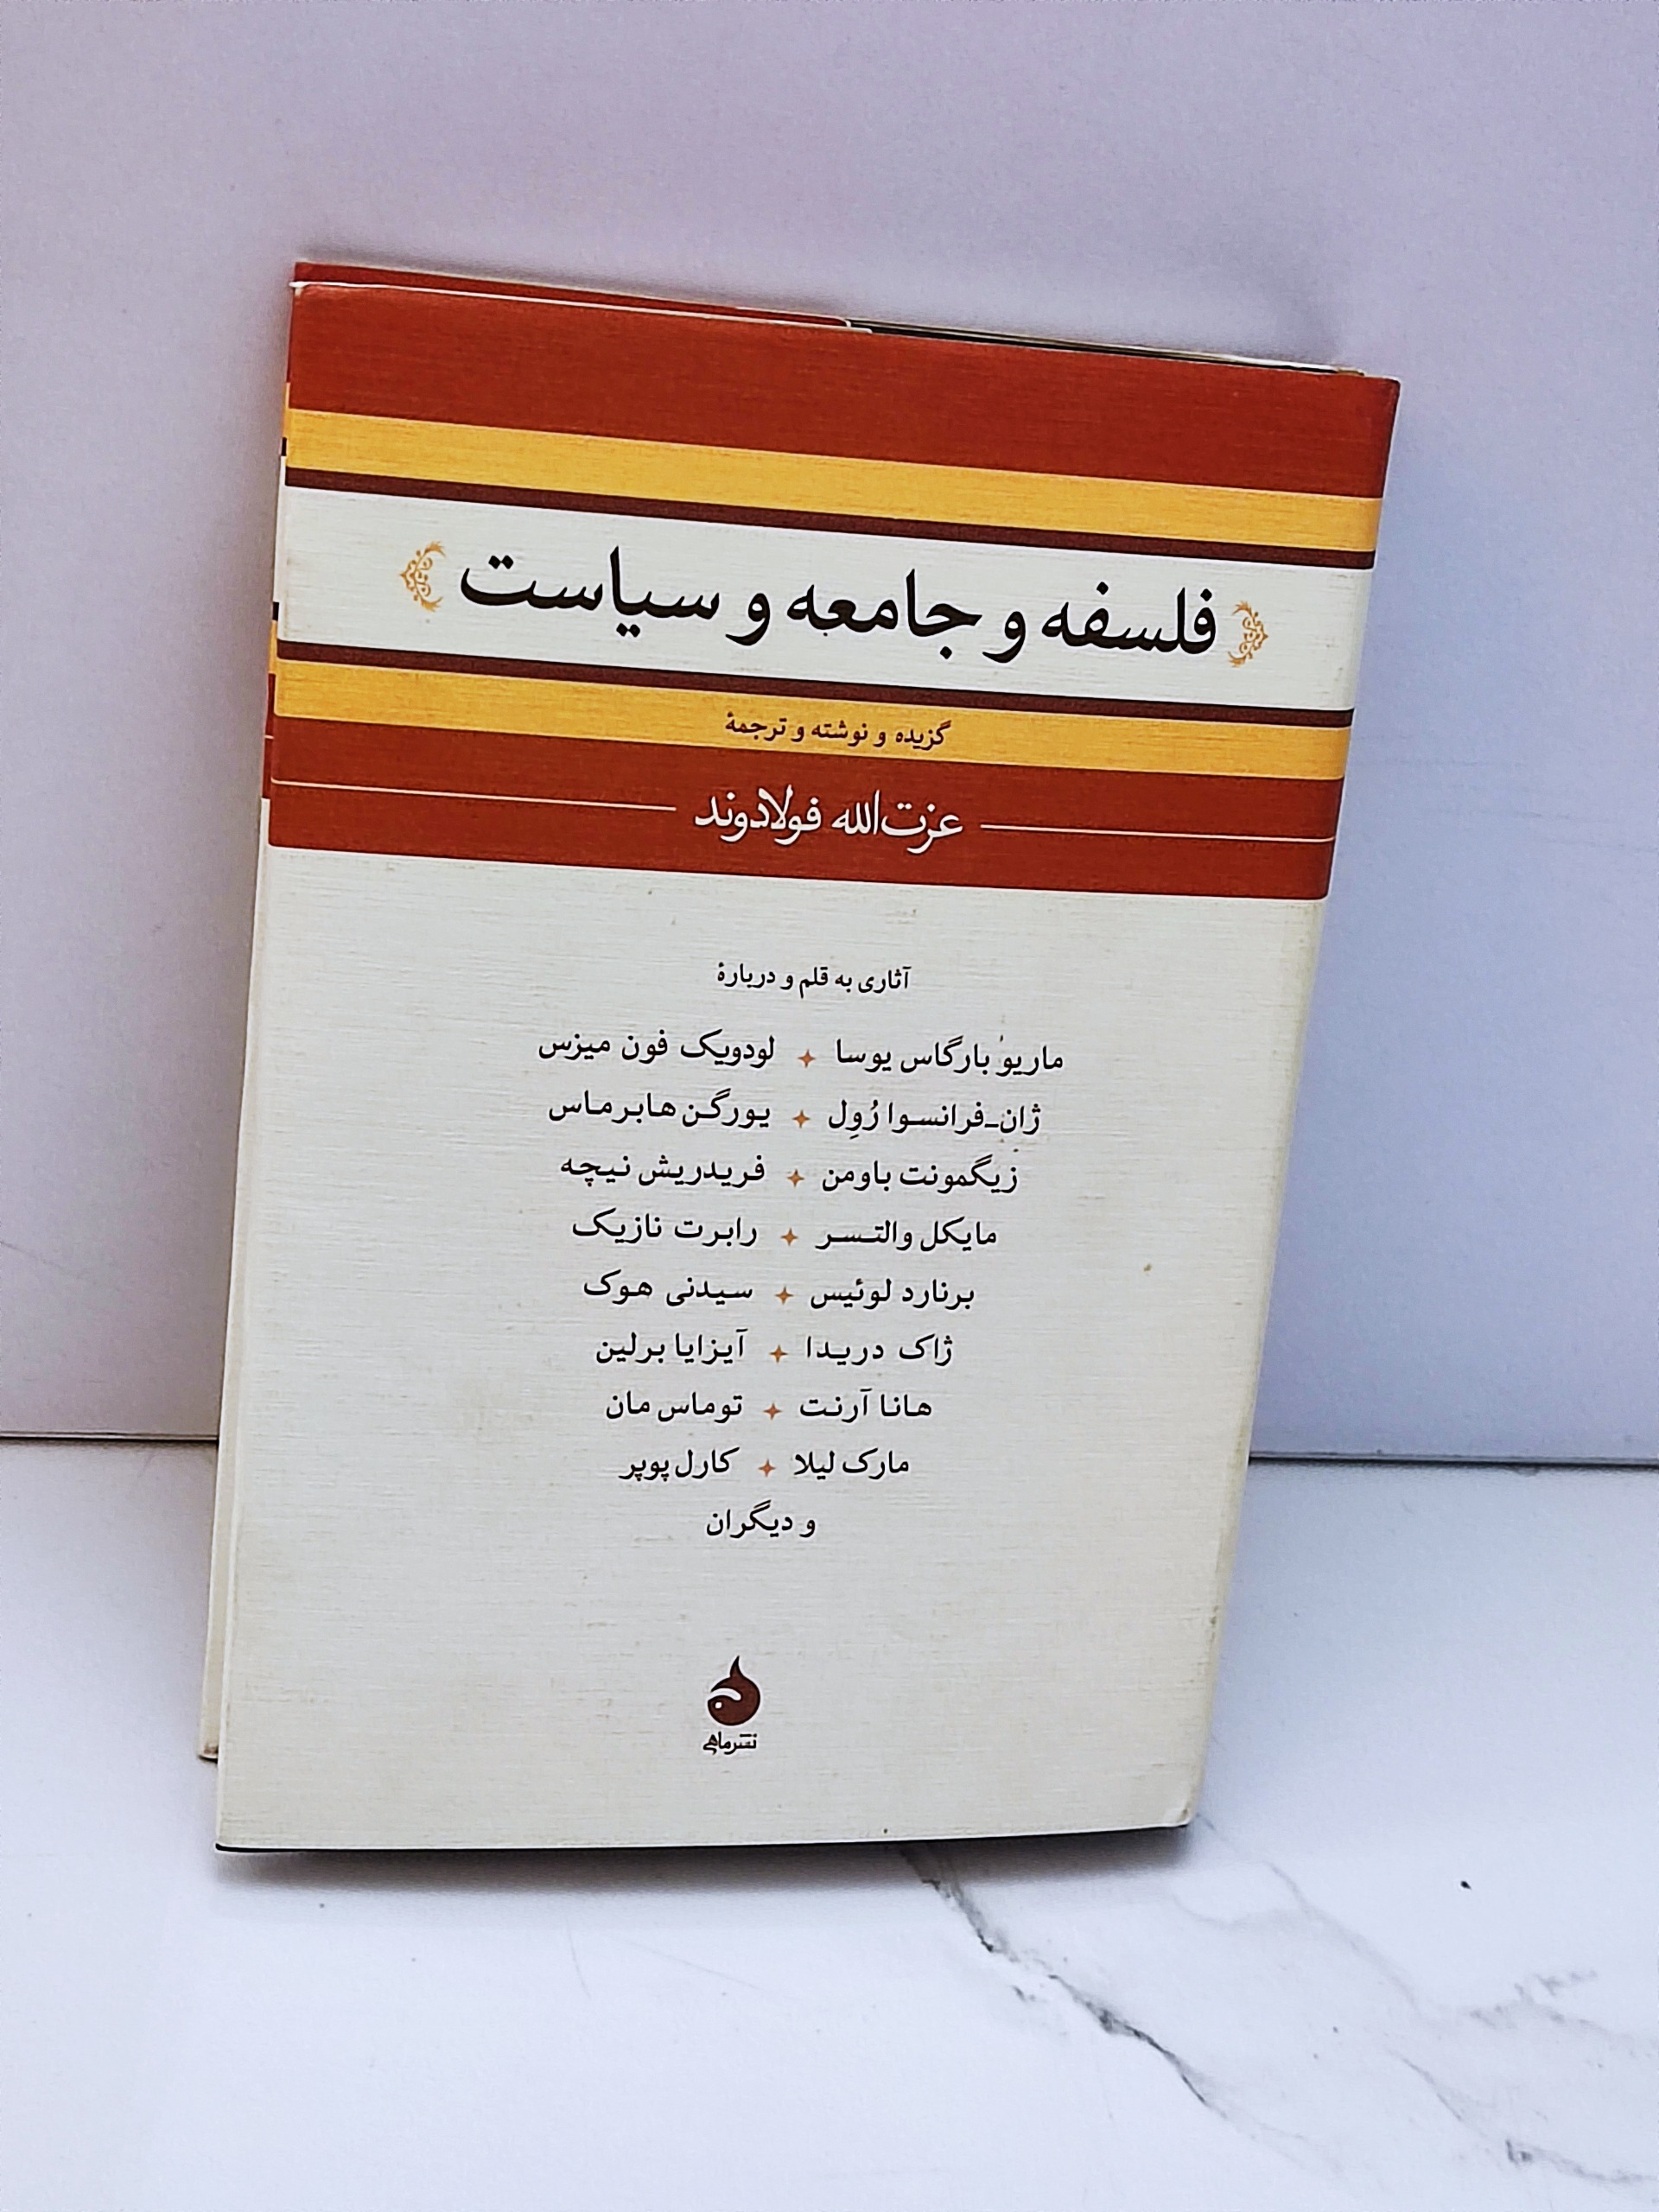 فلسفه و جامعه و سیاست
گزیده و نوشته و ترجمهٔ
عزت‌الله فولادوند
آثاری به قلم و دربارهٔ
ماریو بارگاس یوسا ✦ لودویک فون میزس
ژان-فرانسوا رُوِل ✦ یورگن هابرماس
زیگمونت باومن ✦ فریدریش نیچه
مایکل والتسر ✦ رابرت نازیک
برنارد لوئیس ✦ سیدنی هوک
ژاک دریدا ✦ آیزایا برلین
هانا آرنت ✦ توماس مان
مارک لیلا ✦ کارل پوپر
و دیگران
نشر ماهی